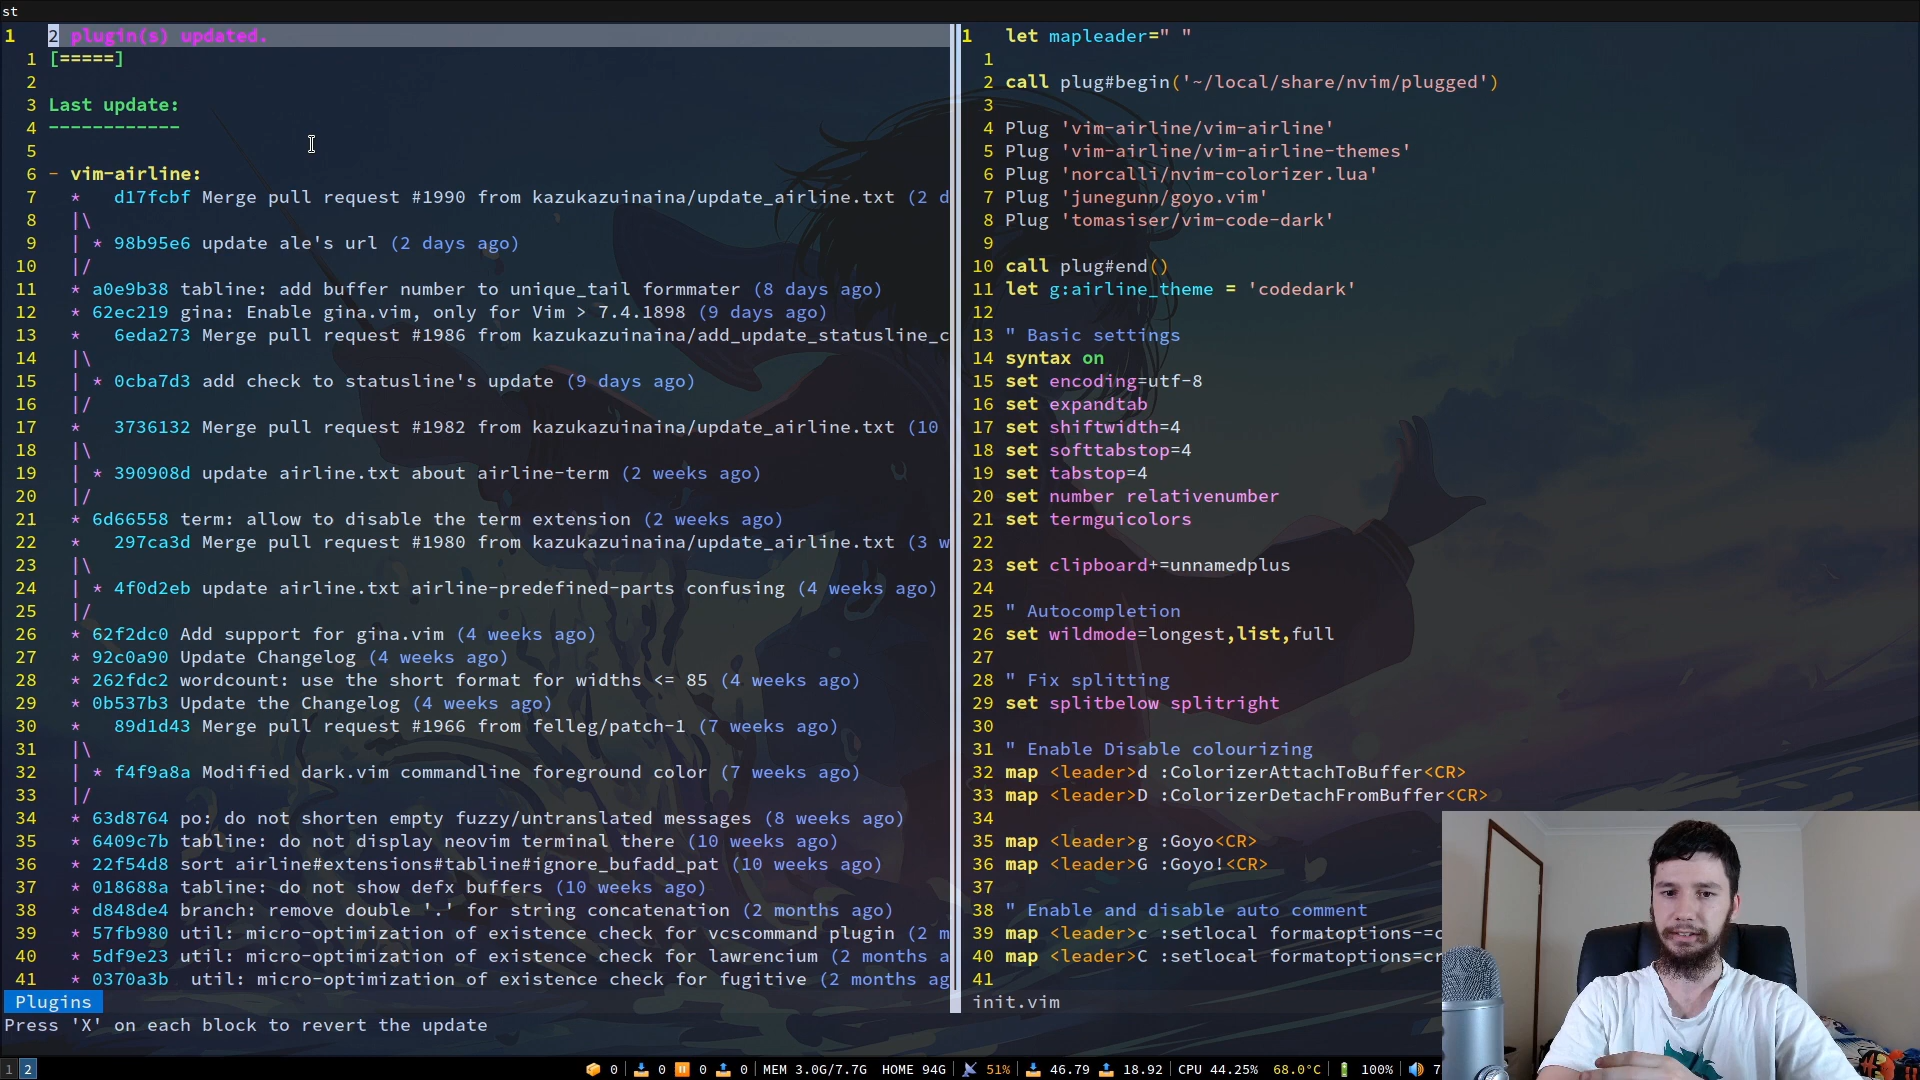 st
1 2 plugin(s) updated.
1 [=====]
2
3 Last update:
4 ------------
5
6 - vim-airline:
7 * d17fcbf Merge pull request #1990 from kazukazuinaina/update_airline.txt (2 d
8 |\
9 | * 98b95e6 update ale's url (2 days ago)
10 |/
11 * a0e9b38 tabline: add buffer number to unique_tail formmater (8 days ago)
12 * 62ec219 gina: Enable gina.vim, only for Vim > 7.4.1898 (9 days ago)
13 * 6eda273 Merge pull request #1986 from kazukazuinaina/add_update_statusline_c
14 |\
15 | * 0cba7d3 add check to statusline's update (9 days ago)
16 |/
17 * 3736132 Merge pull request #1982 from kazukazuinaina/update_airline.txt (10
18 |\
19 | * 390908d update airline.txt about airline-term (2 weeks ago)
20 |/
21 * 6d66558 term: allow to disable the term extension (2 weeks ago)
22 * 297ca3d Merge pull request #1980 from kazukazuinaina/update_airline.txt (3 w
23 |\
24 | * 4f0d2eb update airline.txt airline-predefined-parts confusing (4 weeks ago)
25 |/
26 * 62f2dc0 Add support for gina.vim (4 weeks ago)
27 * 92c0a90 Update Changelog (4 weeks ago)
28 * 262fdc2 wordcount: use the short format for widths <= 85 (4 weeks ago)
29 * 0b537b3 Update the Changelog (4 weeks ago)
30 * 89d1d43 Merge pull request #1966 from felleg/patch-1 (7 weeks ago)
31 |\
32 | * f4f9a8a Modified dark.vim commandline foreground color (7 weeks ago)
33 |/
34 * 63d8764 po: do not shorten empty fuzzy/untranslated messages (8 weeks ago)
35 * 6409c7b tabline: do not display neovim terminal there (10 weeks ago)
36 * 22f54d8 sort airline#extensions#tabline#ignore_bufadd_pat (10 weeks ago)
37 * 018688a tabline: do not show defx buffers (10 weeks ago)
38 * d848de4 branch: remove double '.' for string concatenation (2 months ago)
39 * 57fb980 util: micro-optimization of existence check for vcscommand plugin (2 m
40 * 5df9e23 util: micro-optimization of existence check for lawrencium (2 months a
41 * 0370a3b  util: micro-optimization of existence check for fugitive (2 months ag
Plugins
Press 'X' on each block to revert the update
1 let mapleader=" "
1
2 call plug#begin('~/local/share/nvim/plugged')
3
4 Plug 'vim-airline/vim-airline'
5 Plug 'vim-airline/vim-airline-themes'
6 Plug 'norcalli/nvim-colorizer.lua'
7 Plug 'junegunn/goyo.vim'
8 Plug 'tomasiser/vim-code-dark'
9
10 call plug#end()
11 let g:airline_theme = 'codedark'
12
13 " Basic settings
14 syntax on
15 set encoding=utf-8
16 set expandtab
17 set shiftwidth=4
18 set softtabstop=4
19 set tabstop=4
20 set number relativenumber
21 set termguicolors
22
23 set clipboard+=unnamedplus
24
25 " Autocompletion
26 set wildmode=longest,list,full
27
28 " Fix splitting
29 set splitbelow splitright
30
31 " Enable Disable colourizing
32 map <leader>d :ColorizerAttachToBuffer<CR>
33 map <leader>D :ColorizerDetachFromBuffer<CR>
34
35 map <leader>g :Goyo<CR>
36 map <leader>G :Goyo!<CR>
37
38 " Enable and disable auto comment
39 map <leader>c :setlocal formatoptions-=c
40 map <leader>C :setlocal formatoptions=cr
41
init.vim
1 2 0 | 0 0 0 | MEM 3.0G/7.7G HOME 94G | 51% | 46.79 18.92 | CPU 44.25% 68.0°C | 100% | 7